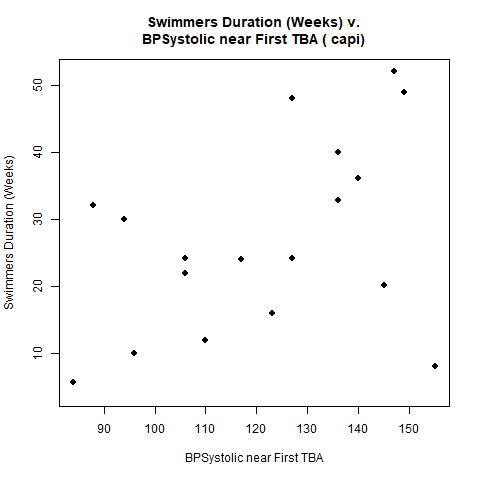 Swimmers Duration (Weeks) v.
BPSystolic near First TBA ( capi)
Swimmers Duration (Weeks)
50
40
30
20
10
90 100 110 120 130 140 150
BPSystolic near First TBA